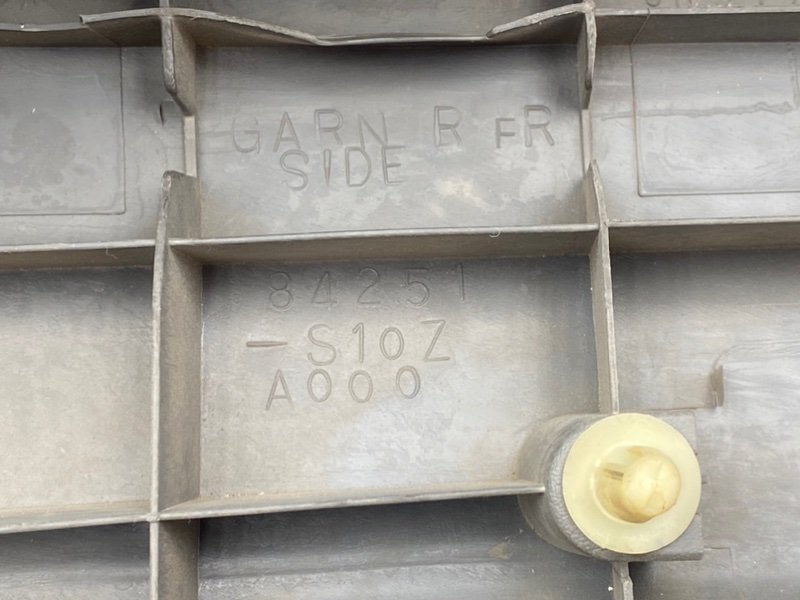 GARN R FR
SIDE
84251
-S10Z
A000